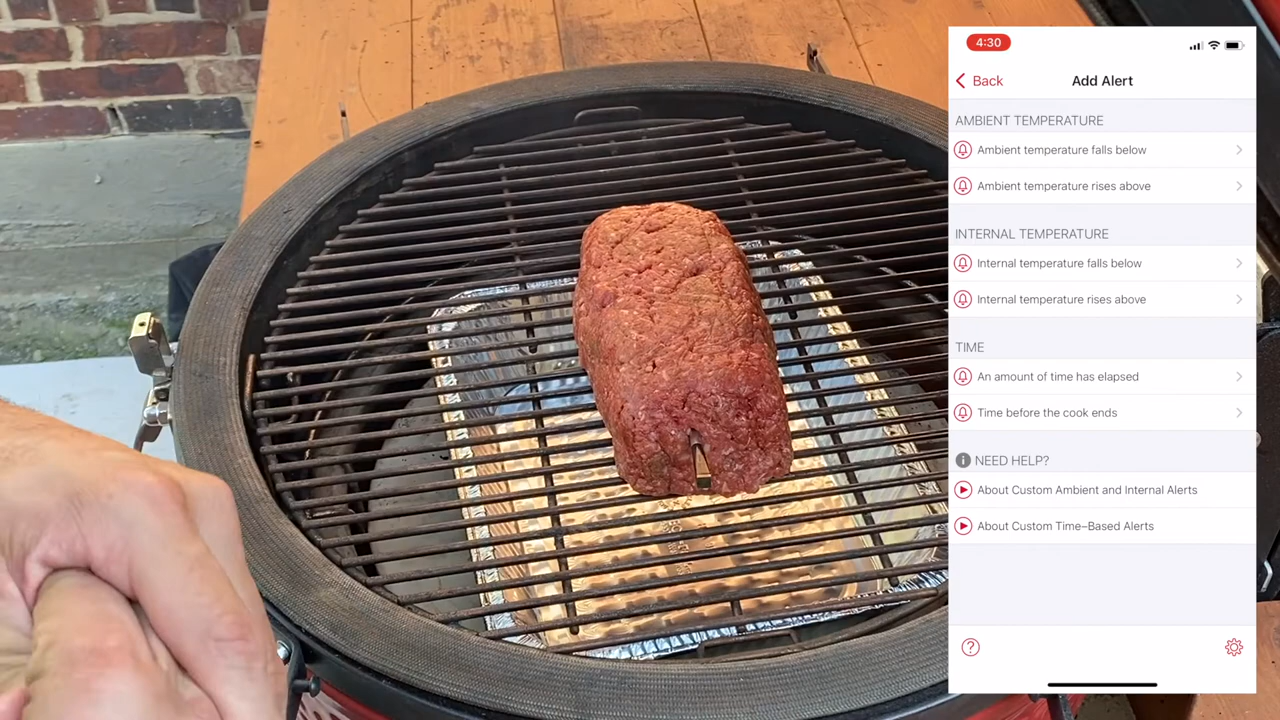 4:30
Back
Add Alert
AMBIENT TEMPERATURE
Ambient temperature falls below
Ambient temperature rises above
INTERNAL TEMPERATURE
Internal temperature falls below
Internal temperature rises above
TIME
An amount of time has elapsed
Time before the cook ends
NEED HELP?
About Custom Ambient and Internal Alerts
About Custom Time-Based Alerts